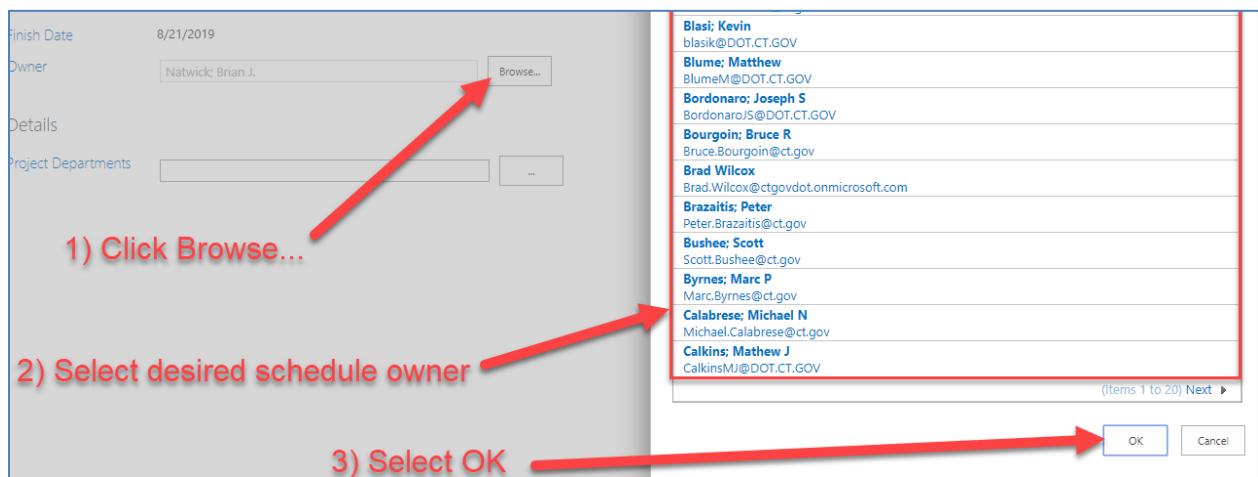 Finish Date 8/21/2019
Owner Natwick; Brian J. Browse...
Details
Project Departments ...
1) Click Browse...
2) Select desired schedule owner
3) Select OK
Blasi; Kevin
blasik@DOT.CT.GOV
Blume; Matthew
BlumeM@DOT.CT.GOV
Bordonaro; Joseph S
BordonaroJS@DOT.CT.GOV
Bourgoin; Bruce R
Bruce.Bourgoin@ct.gov
Brad Wilcox
Brad.Wilcox@ctgovdot.onmicrosoft.com
Brazaitis; Peter
Peter.Brazaitis@ct.gov
Bushee; Scott
Scott.Bushee@ct.gov
Byrnes; Marc P
Marc.Byrnes@ct.gov
Calabrese; Michael N
Michael.Calabrese@ct.gov
Calkins; Mathew J
CalkinsMJ@DOT.CT.GOV
(Items 1 to 20) Next
OK Cancel